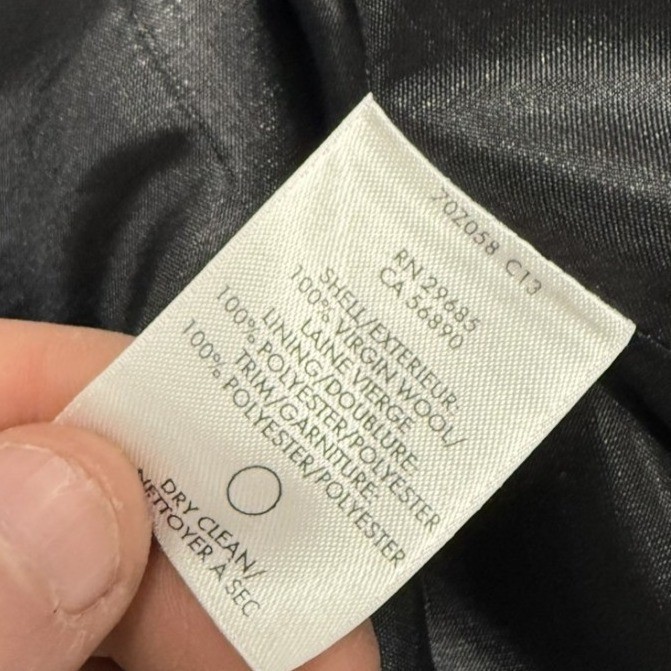 70Z058 C13
RN 29685
CA 56890
SHELL/EXTERIEUR:
100% VIRGIN WOOL/
LAINE VIERGE
LINING/DOUBLURE:
100% POLYESTER/POLYESTER
TRIM/GARNITURE:
100% POLYESTER/POLYESTER
DRY CLEAN/
NETTOYER A SEC